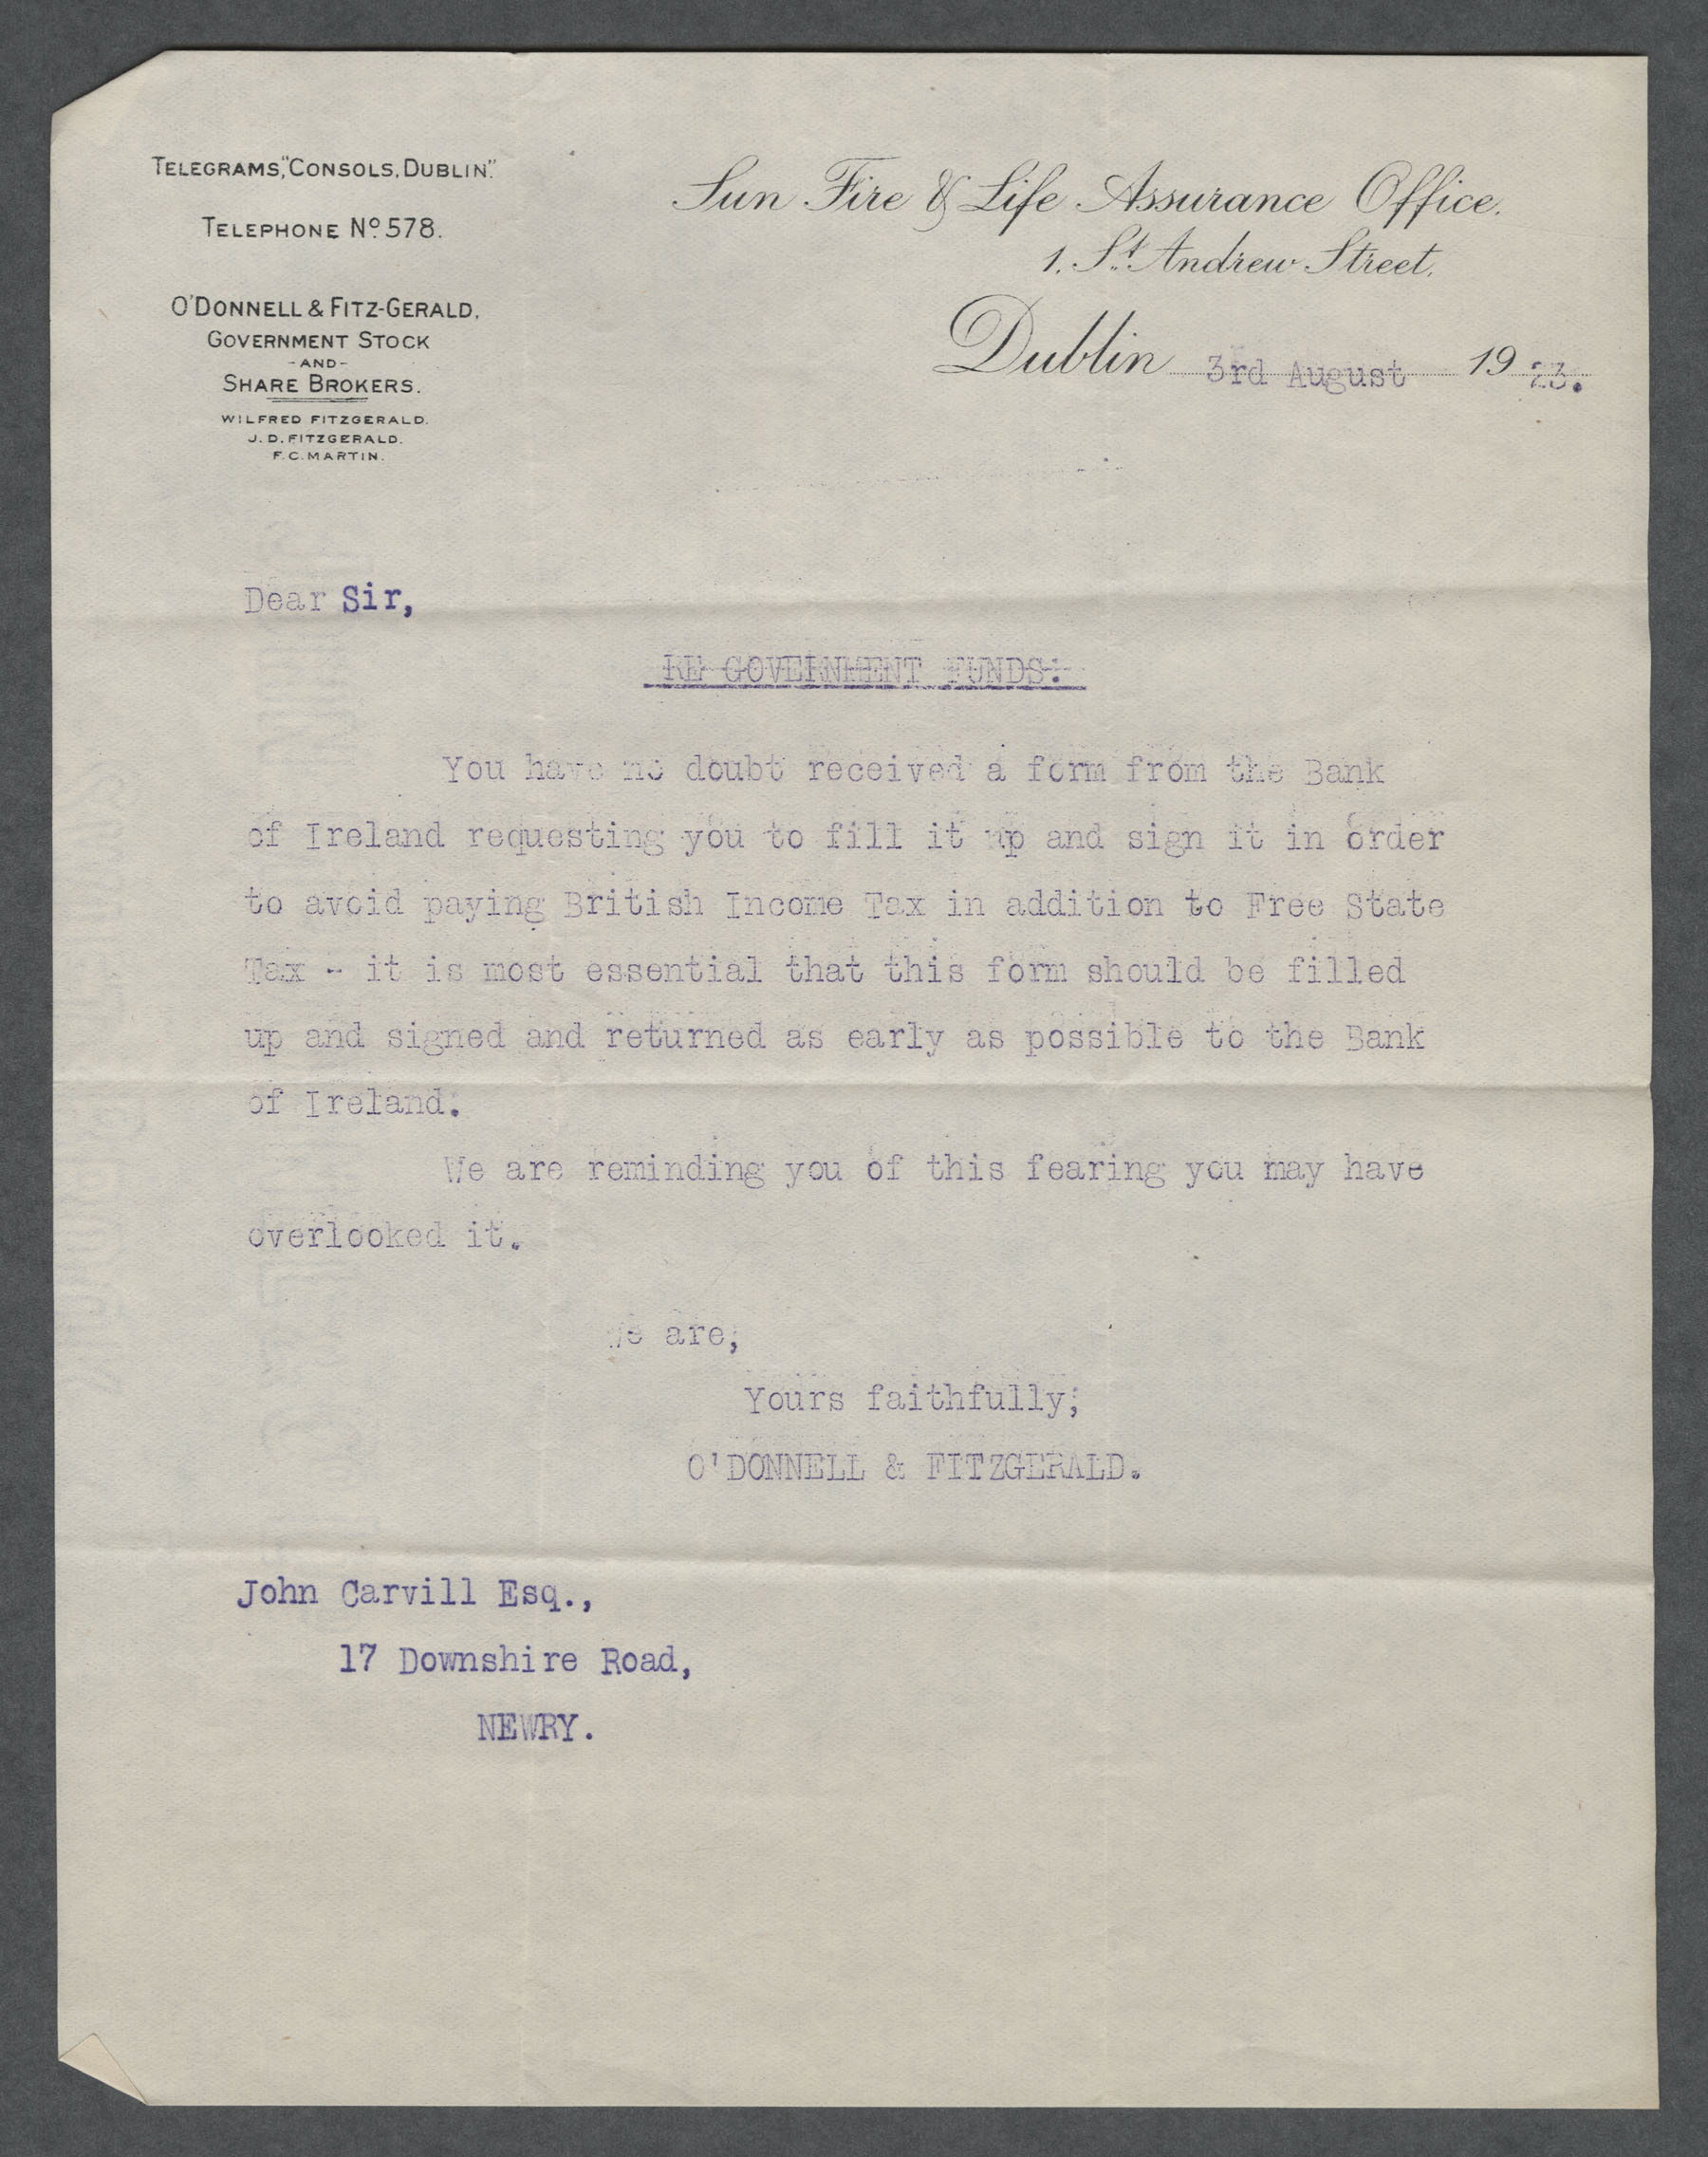 TELEGRAMS, "CONSOLS, DUBLIN".
TELEPHONE No. 578.
O'DONNELL & FITZ-GERALD,
GOVERNMENT STOCK
-AND-
SHARE BROKERS.
WILFRED FITZGERALD.
J. D. FITZGERALD.
F. C. MARTIN.
Sun Fire & Life Assurance Office.
1. St. Andrew Street.
Dublin 3rd August 1923.
Dear Sir,
RE GOVERNMENT FUNDS:
You have no doubt received a form from the Bank
of Ireland requesting you to fill it up and sign it in order
to avoid paying British Income Tax in addition to Free State
Tax - it is most essential that this form should be filled
up and signed and returned as early as possible to the Bank
of Ireland.
We are reminding you of this fearing you may have
overlooked it.
We are,
Yours faithfully,
O'DONNELL & FITZGERALD.
John Carvill Esq.,
17 Downshire Road,
NEWRY.